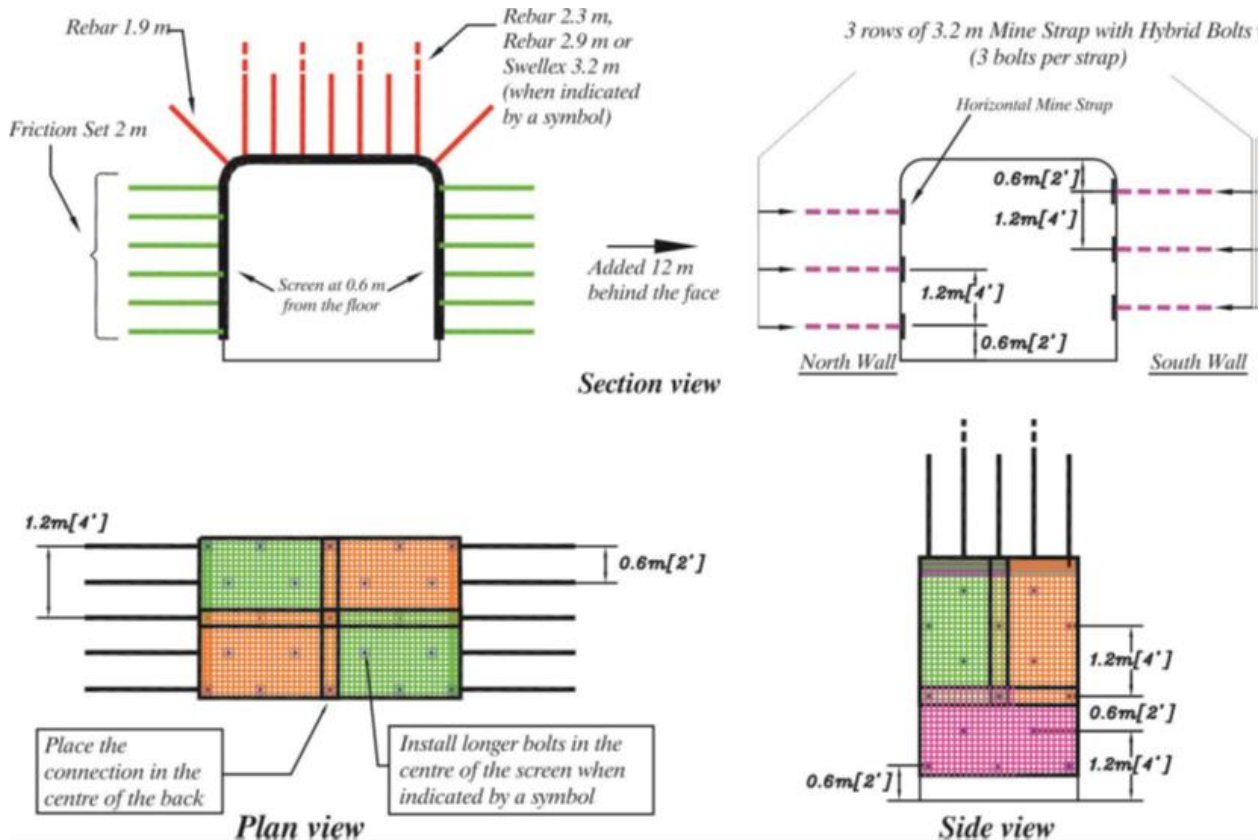 Rebar 1.9 m
Rebar 2.3 m,
Rebar 2.9 m or
Swellex 3.2 m
(when indicated
by a symbol)
Friction Set 2 m
Screen at 0.6 m
from the floor
Added 12 m
behind the face
3 rows of 3.2 m Mine Strap with Hybrid Bolts
(3 bolts per strap)
Horizontal Mine Strap
0.6m[2']
1.2m[4']
1.2m[4']
0.6m[2']
North Wall
South Wall
Section view
1.2m[4']
0.6m[2']
Place the
connection in the
centre of the back
Install longer bolts in the
centre of the screen when
indicated by a symbol
Plan view
1.2m[4']
0.6m[2']
1.2m[4']
0.6m[2']
Side view